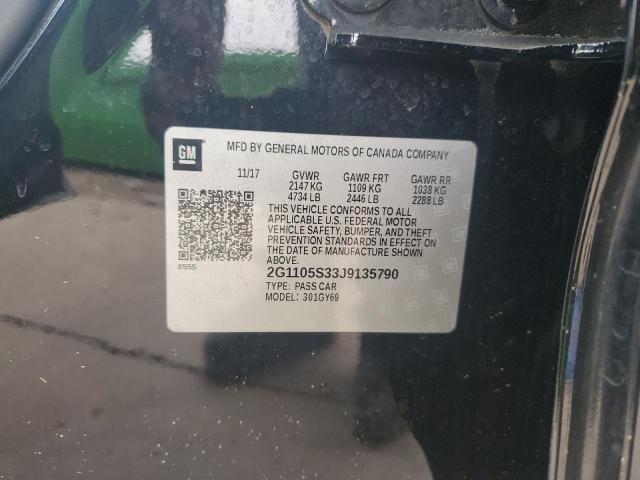 GM
MFD BY GENERAL MOTORS OF CANADA COMPANY
11/17 GVWR GAWR FRT GAWR RR
2147 KG 1109 KG 1038 KG
4734 LB 2446 LB 2288 LB
THIS VEHICLE CONFORMS TO ALL
APPLICABLE U.S. FEDERAL MOTOR
VEHICLE SAFETY, BUMPER, AND THEFT
PREVENTION STANDARDS IN EFFECT ON
THE DATE OF MANUFACTURE SHOWN ABOVE.
8555
2G1105S33J9135790
TYPE: PASS CAR
MODEL: 301GY69